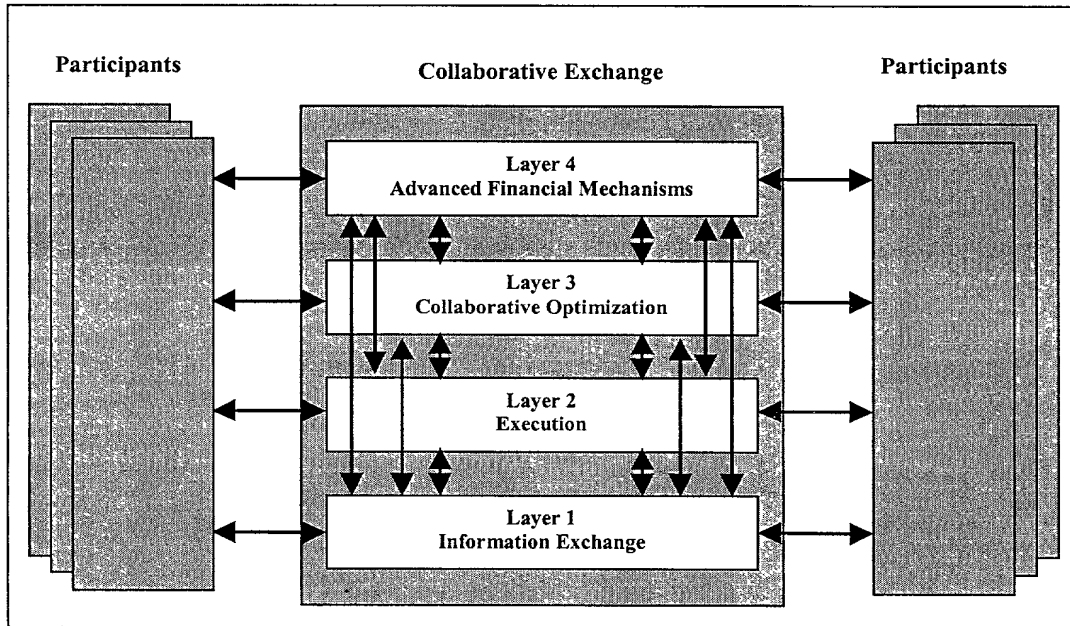 Participants
Collaborative Exchange
Participants
Layer 4
Advanced Financial Mechanisms
Layer 3
Collaborative Optimization
Layer 2
Execution
Layer 1
Information Exchange